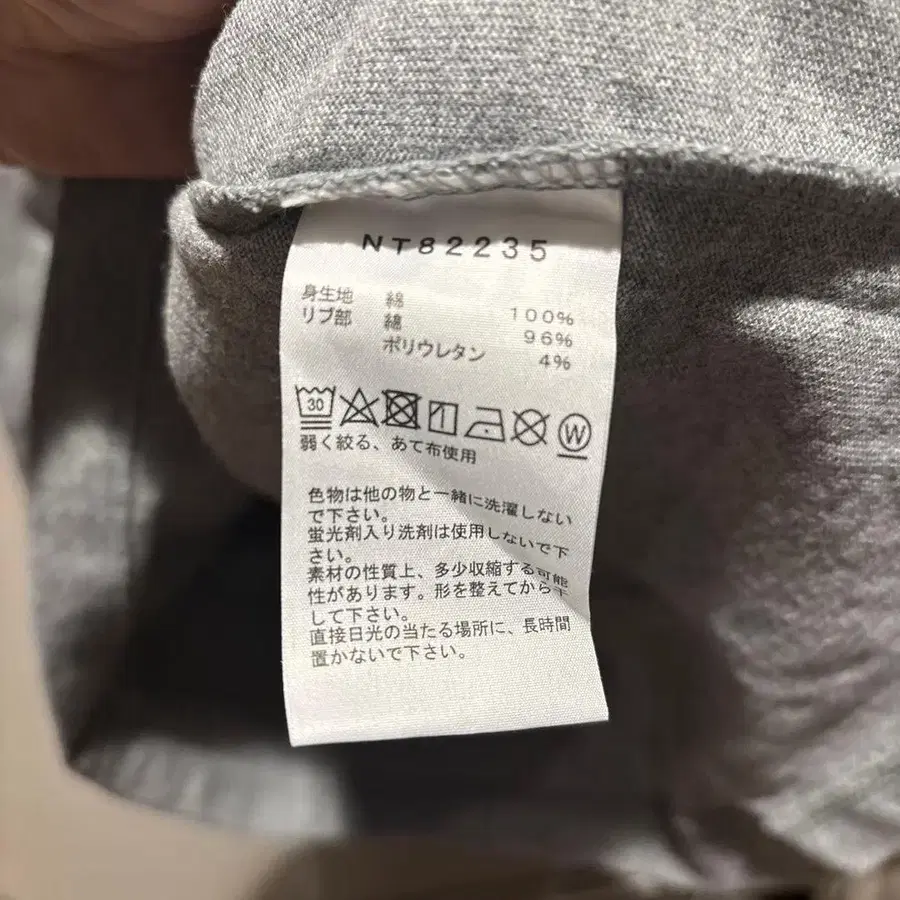 NT82235
身生地 綿 100%
リブ部 綿 96%
ポリウレタン 4%
30 W
弱く絞る、あて布使用
色物は他の物と一緒に洗濯しない
で下さい。
蛍光剤入り洗剤は使用しないで下
さい。
素材の性質上、多少収縮する可能
性があります。形を整えてから干
して下さい。
直接日光の当たる場所に、長時間
置かないで下さい。